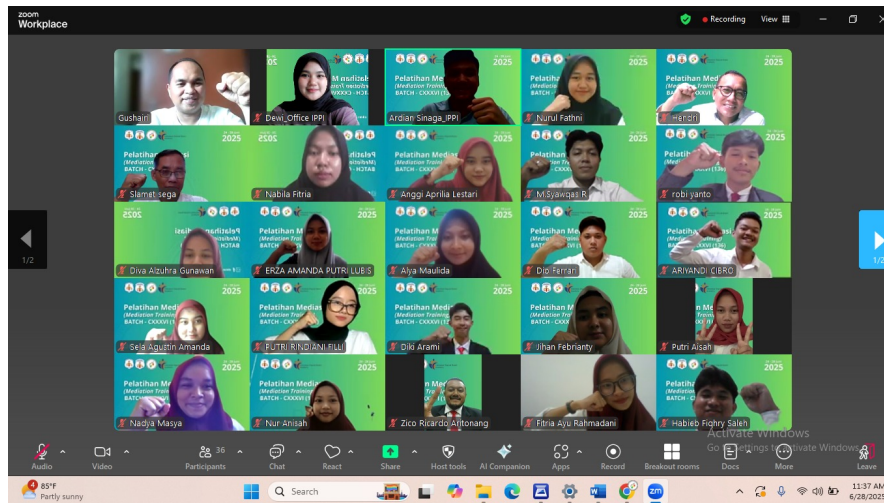 zoom
Workplace
Recording View
Gushairi
Dewi_Office IPPI
Ardian Sinaga_IPPI
Nurul Fathni
Hendri
Slamet sega
Nabila Fitria
Anggi Aprilia Lestari
M.Syawqas R
robi yanto
Diva Alzuhra Gunawan
ERZA AMANDA PUTRI LUBIS
Alya Maulida
Dio Ferran
ARIYANDI CIBRO
Sela Agustin Amanda
PUTRI RINDIANI FILLI
Diki Arami
Jihan Febrianty
Putri Aisah
Nadya Masya
Nur Anisah
Zico Ricardo Aritonang
Fitria Ayu Rahmadani
Habieb Fiqhry Saleh
Pelatihan Medi
(Mediation Training
BATCH - CXXXVI
2025
1/2
1/2
Activate Windows
Go to Settings to activate Windows.
Audio Video Participants 36 Chat React Share Host tools AI Companion Apps Record Breakout rooms Docs More Leave
4
85°F
Partly sunny
Search
11:37 AM
6/28/2025